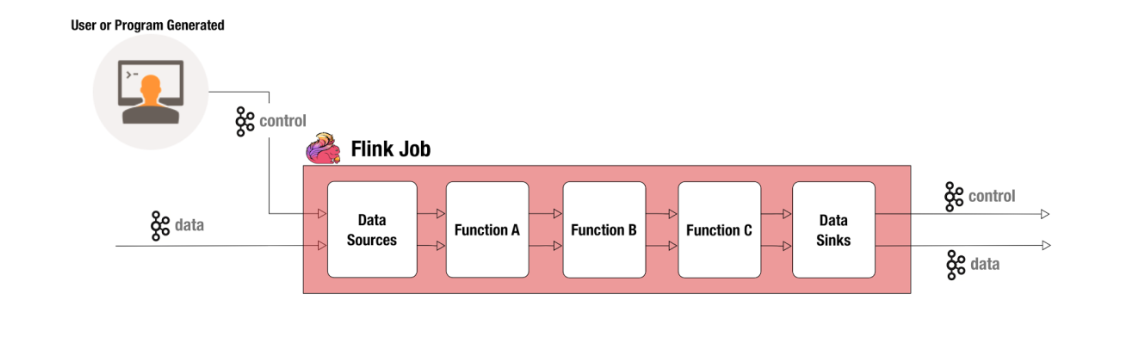 User or Program Generated
>-
control
Flink Job
data
Data
Sources
Function A
Function B
Function C
Data
Sinks
control
data